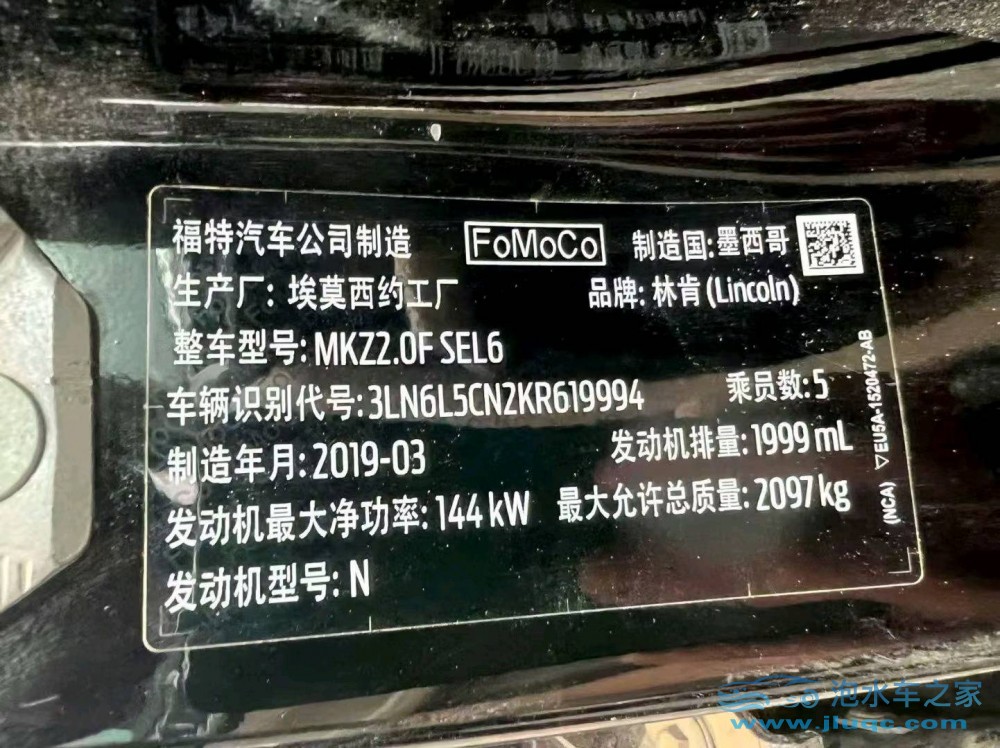 福特汽车公司制造 FoMoCo 制造国:墨西哥
生产厂: 埃莫西约工厂 品牌: 林肯 (Lincoln)
整车型号: MKZ2.0F SEL6
车辆识别代号: 3LN6L5CN2KR619994 乘员数: 5
制造年月: 2019-03 发动机排量: 1999 mL
发动机最大净功率: 144 kW 最大允许总质量: 2097 kg
发动机型号: N
(NCA) ▽EU5A-1520472-AB
泡水车之家
www.jluqc.com